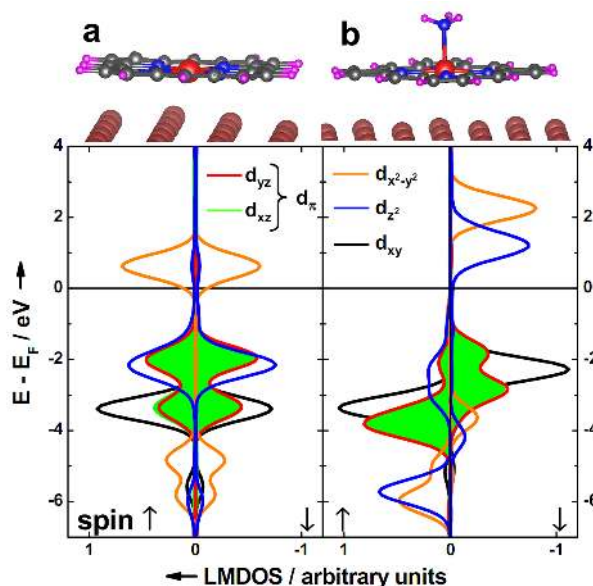 a
b
4
4
d_yz
d_xz
d_π
d_x²-y²
d_z²
d_xy
2
2
0
0
-2
-2
-4
-4
-6
-6
E - E_F / eV →
spin ↑
↓
↑
↓
1
0
-1
1
0
-1
← LMDOS / arbitrary units